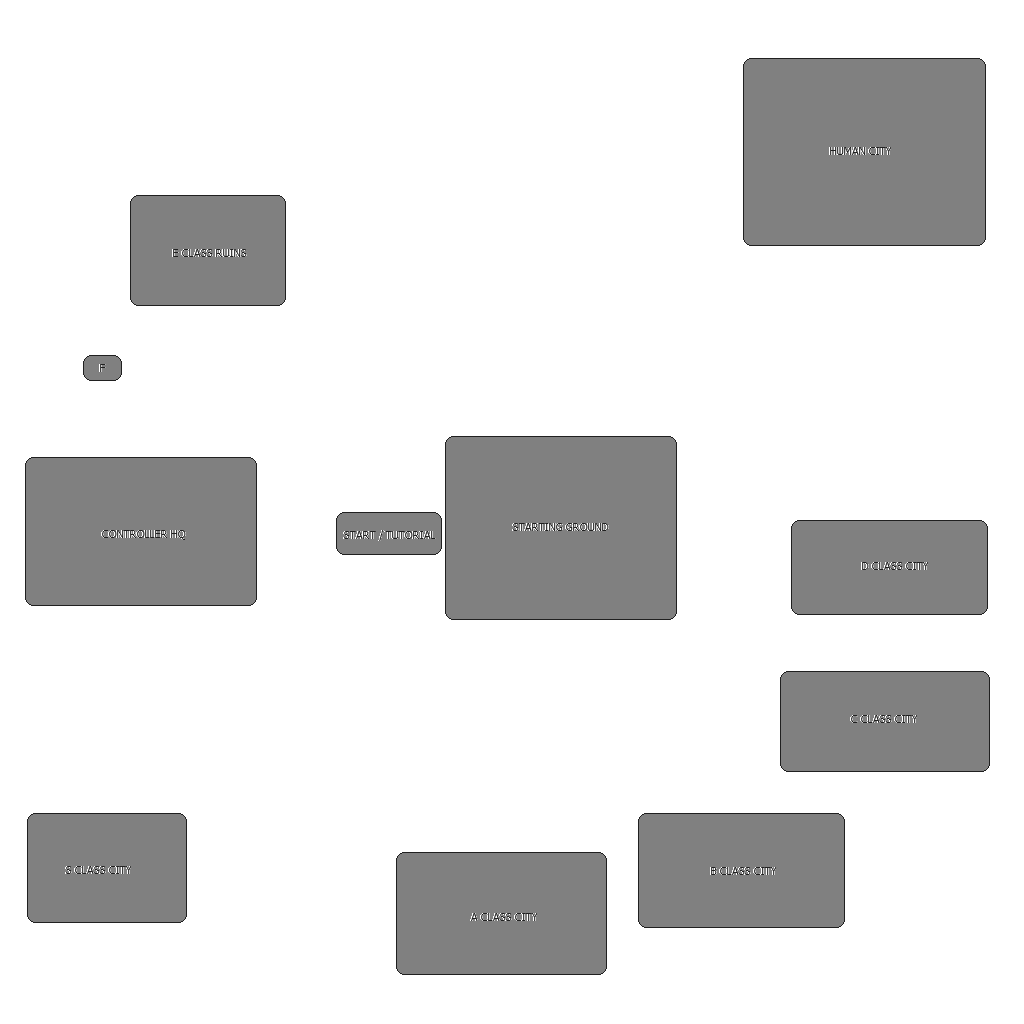 HUMAN CITY
E CLASS RUINS
F
STARTING GROUND
CONTROLLER HQ
START / TUTORIAL
D CLASS CITY
C CLASS CITY
S CLASS CITY
B CLASS CITY
A CLASS CITY